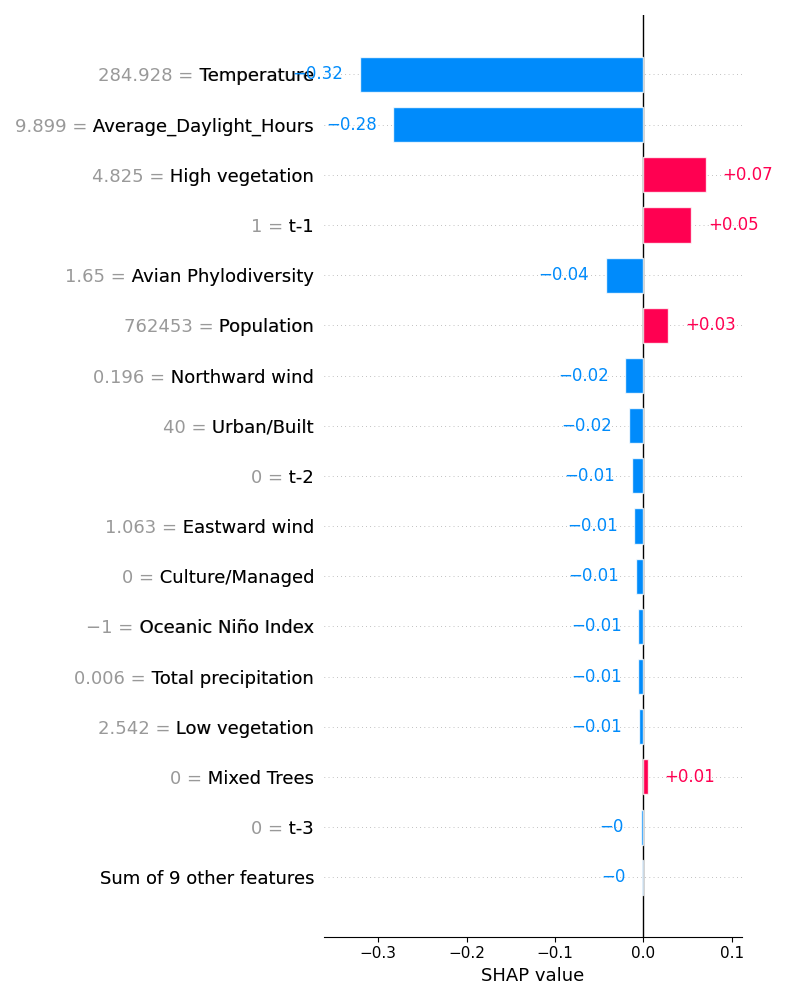 284.928 = Temperature −0.32
9.899 = Average_Daylight_Hours −0.28
4.825 = High vegetation +0.07
1 = t-1 +0.05
1.65 = Avian Phylodiversity −0.04
762453 = Population +0.03
0.196 = Northward wind −0.02
40 = Urban/Built −0.02
0 = t-2 −0.01
1.063 = Eastward wind −0.01
0 = Culture/Managed −0.01
−1 = Oceanic Niño Index −0.01
0.006 = Total precipitation −0.01
2.542 = Low vegetation −0.01
0 = Mixed Trees +0.01
0 = t-3 −0
Sum of 9 other features −0
−0.3 −0.2 −0.1 0.0 0.1
SHAP value